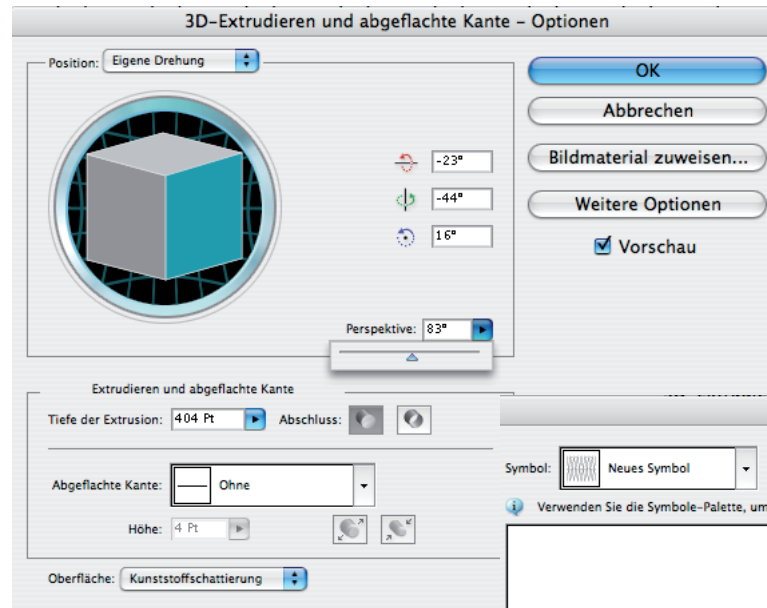 3D-Extrudieren und abgeflachte Kante – Optionen
Position: Eigene Drehung
OK
Abbrechen
Bildmaterial zuweisen...
Weitere Optionen
Vorschau
-23°
-44°
16°
Perspektive: 83°
Extrudieren und abgeflachte Kante
Tiefe der Extrusion: 404 Pt Abschluss:
Abgeflachte Kante: Ohne
Höhe: 4 Pt
Oberfläche: Kunststoffschattierung
Symbol: Neues Symbol
Verwenden Sie die Symbole-Palette, um